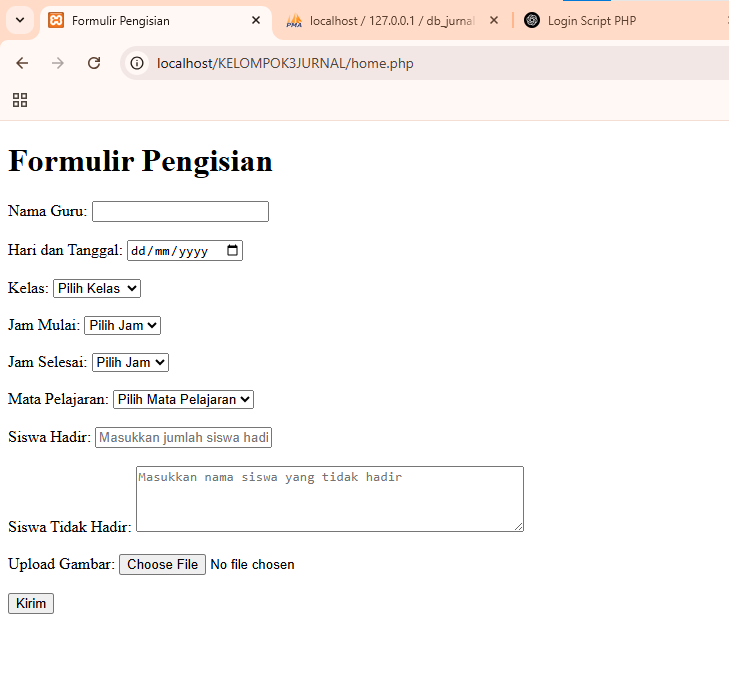 Formulir Pengisian
localhost / 127.0.0.1 / db_jurnal
Login Script PHP
localhost/KELOMPOK3JURNAL/home.php
Formulir Pengisian
Nama Guru:
Hari dan Tanggal: dd/mm/yyyy
Kelas: Pilih Kelas
Jam Mulai: Pilih Jam
Jam Selesai: Pilih Jam
Mata Pelajaran: Pilih Mata Pelajaran
Siswa Hadir: Masukkan jumlah siswa hadi
Masukkan nama siswa yang tidak hadir
Siswa Tidak Hadir:
Upload Gambar: Choose File No file chosen
Kirim